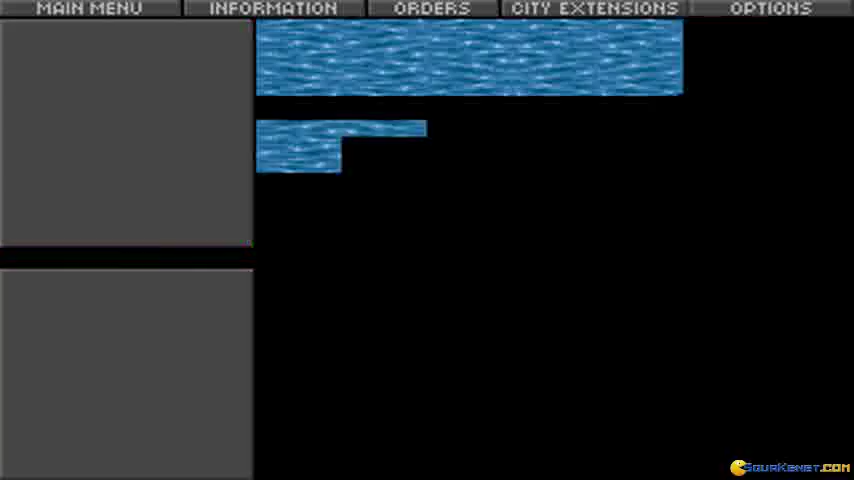 MAIN MENU
INFORMATION
ORDERS
CITY EXTENSIONS
OPTIONS
SQUAKENET.COM